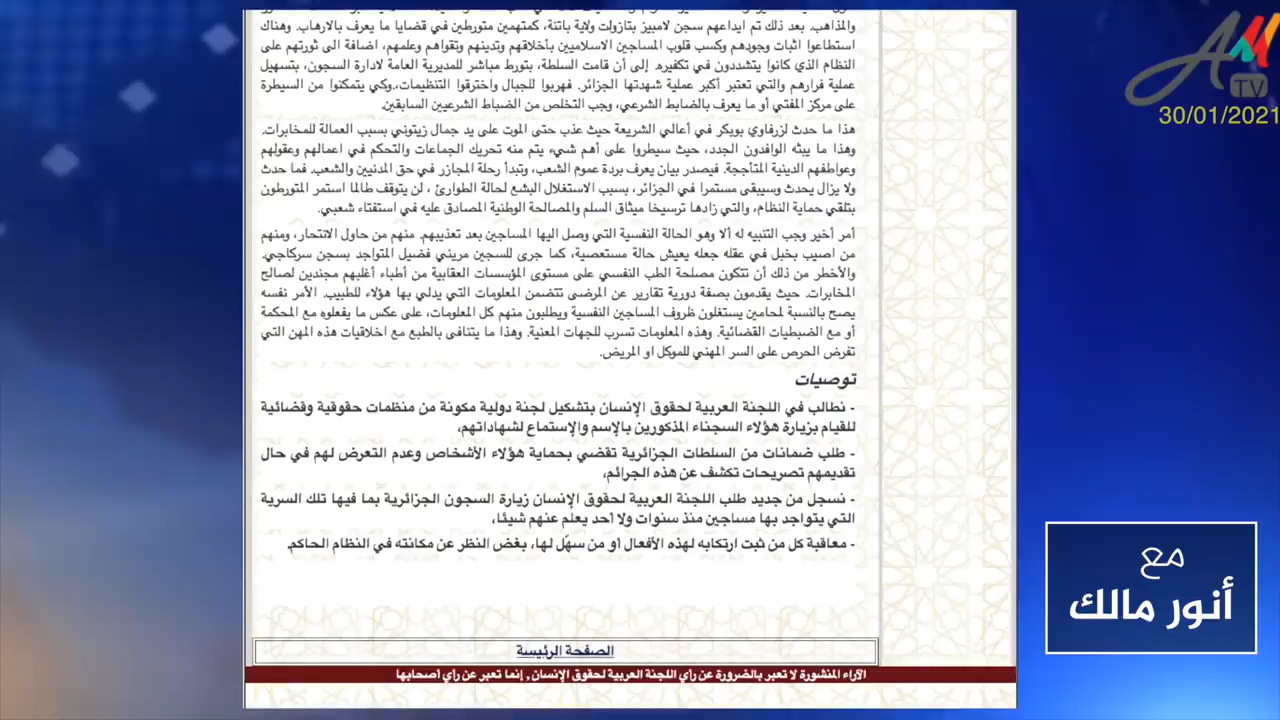 والمذاهب. بعد ذلك تم ايداعهم سجن لامبيز بتازولت ولاية باتنة، كمتهمين متورطين في قضايا ما يعرف بالارهاب. وهناك
استطاعوا اثبات وجودهم وكسب قلوب المساجين الاسلاميين بأخلاقهم وتدينهم وتقواهم وعلمهم، اضافة الى ثورتهم على
النظام الذي كانوا يتشددون في تكفيره. إلى أن قامت السلطة، بتورط مباشر للمديرية العامة لادارة السجون، بتسهيل
عملية فرارهم والتي تعتبر أكبر عملية شهدتها الجزائر. فهربوا للجبال واخترقوا التنظيمات،.وكي يتمكنوا من السيطرة
على مركز المفتي أو ما يعرف بالضابط الشرعي، وجب التخلص من الضباط الشرعيين السابقين.
هذا ما حدث لزرفاوي بوبكر في أعالي الشريعة حيث عذب حتى الموت على يد جمال زيتوني بسبب العمالة للمخابرات.
وهذا ما يبثه الوافدون الجدد، حيث سيطروا على أهم شيء يتم منه تحريك الجماعات والتحكم في اعمالهم وعقولهم
وعواطفهم الدينية المتأججة. فيصدر بيان يعرف بردة عموم الشعب، وتبدأ رحلة المجازر في حق المدنيين والشعب. فما حدث
ولا يزال يحدث وسيبقى مستمرا في الجزائر، بسبب الاستغلال البشع لحالة الطوارئ ، لن يتوقف طالما استمر المتورطون
بتلقي حماية النظام، والتي زادها ترسيخا ميثاق السلم والمصالحة الوطنية المصادق عليه في استفتاء شعبي.
أمر أخير وجب التنبيه له ألا وهو الحالة النفسية التي وصل اليها المساجين بعد تعذيبهم. منهم من حاول الانتحار، ومنهم
من اصيب بخبل في عقله جعله يعيش حالة مستعصية، كما جرى للسجين مريني فضيل المتواجد بسجن سركاجي.
والأخطر من ذلك أن تتكون مصلحة الطب النفسي على مستوى المؤسسات العقابية من أطباء أغلبهم مجندين لصالح
المخابرات. حيث يقدمون بصفة دورية تقارير عن المرضى تتضمن المعلومات التي يدلي بها هؤلاء للطبيب. الأمر نفسه
يصح بالنسبة لمحامين يستغلون ظروف المساجين النفسية ويطلبون منهم كل المعلومات، على عكس ما يفعلوه مع المحكمة
أو مع الضبطيات القضائية. وهذه المعلومات تسرب للجهات المعنية. وهذا ما يتنافى بالطبع مع اخلاقيات هذه المهن التي
تفرض الحرص على السر المهني للموكل او المريض.
توصيات
- نطالب في اللجنة العربية لحقوق الإنسان بتشكيل لجنة دولية مكونة من منظمات حقوقية وقضائية
للقيام بزيارة هؤلاء السجناء المذكورين بالإسم والإستماع لشهاداتهم،
- طلب ضمانات من السلطات الجزائرية تقضي بحماية هؤلاء الأشخاص وعدم التعرض لهم في حال
تقديمهم تصريحات تكشف عن هذه الجرائم،
- نسجل من جديد طلب اللجنة العربية لحقوق الإنسان زيارة السجون الجزائرية بما فيها تلك السرية
التي يتواجد بها مساجين منذ سنوات ولا أحد يعلم عنهم شيئا،
- معاقبة كل من ثبت ارتكابه لهذه الأفعال أو من سهّل لها، بغض النظر عن مكانته في النظام الحاكم.
الصفحة الرئيسة
الآراء المنشورة لا تعبر بالضرورة عن رأي اللجنة العربية لحقوق الإنسان , إنما تعبر عن رأي أصحابها
TV
30/01/2021
مع
أنور مالك